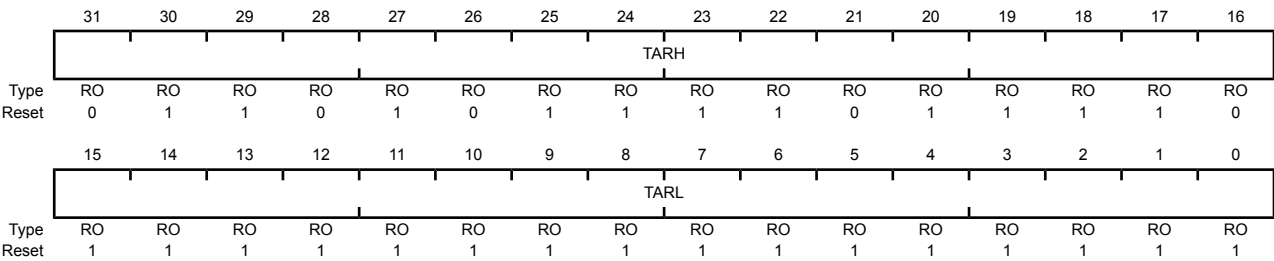 31 30 29 28 27 26 25 24 23 22 21 20 19 18 17 16
TARH
Type RO RO RO RO RO RO RO RO RO RO RO RO RO RO RO RO
Reset 0 1 1 0 1 0 1 1 1 1 0 1 1 1 1 0
15 14 13 12 11 10 9 8 7 6 5 4 3 2 1 0
TARL
Type RO RO RO RO RO RO RO RO RO RO RO RO RO RO RO RO
Reset 1 1 1 1 1 1 1 1 1 1 1 1 1 1 1 1